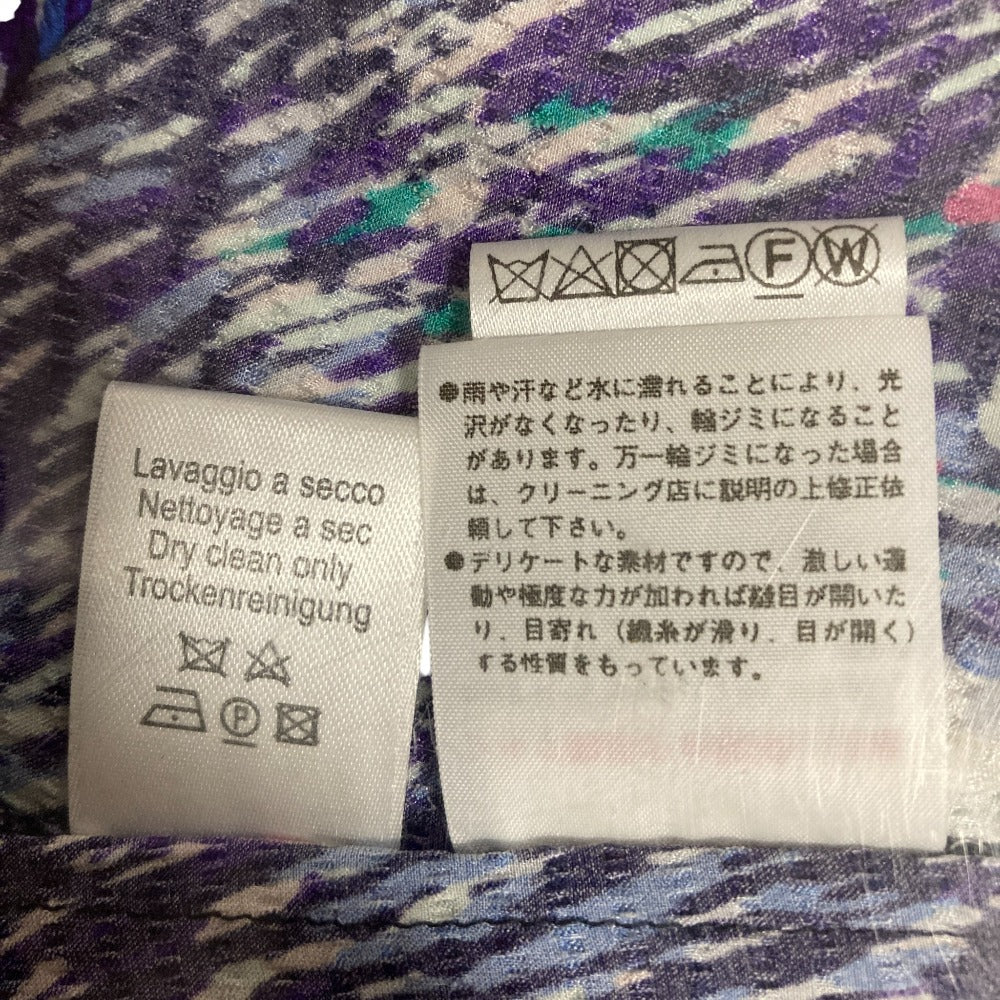 Lavaggio a secco
Nettoyage a sec
Dry clean only
Trockenreinigung
F
F W
●雨や汗など水に濡れることにより、光
沢がなくなったり、輪ジミになること
があります。万一輪ジミになった場合
は、クリーニング店に説明の上修正依
頼して下さい。
●デリケートな素材ですので、激しい運
動や極度な力が加われば縫目が開いた
り、目寄れ（織糸が滑り、目が開く）
する性質をもっています。